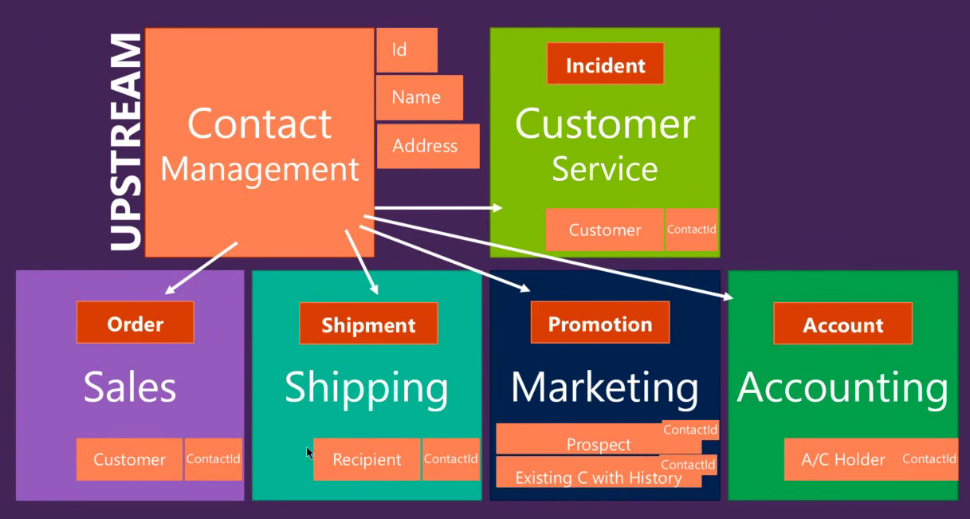 UPSTREAM
Contact
Management
Id
Name
Address
Incident
Customer
Service
Customer
ContactId
Order
Sales
Customer
ContactId
Shipment
Shipping
Recipient
ContactId
Promotion
Marketing
Prospect
ContactId
Existing C with History
ContactId
Account
Accounting
A/C Holder
ContactId